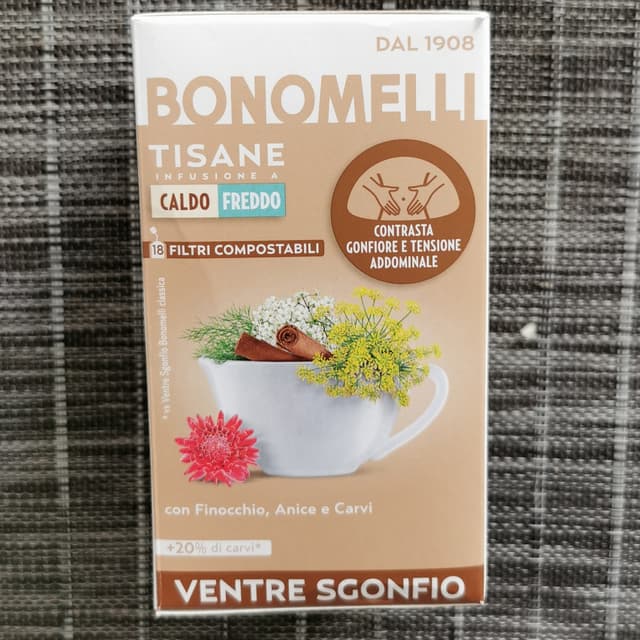 DAL 1908
BONOMELLI
TISANE
INFUSIONE A
CALDO FREDDO
18 FILTRI COMPOSTABILI
CONTRASTA
GONFIORE E TENSIONE
ADDOMINALE
* vs Ventre Sgonfio Bonomelli classica
con Finocchio, Anice e Carvi
+20% di carvi*
VENTRE SGONFIO